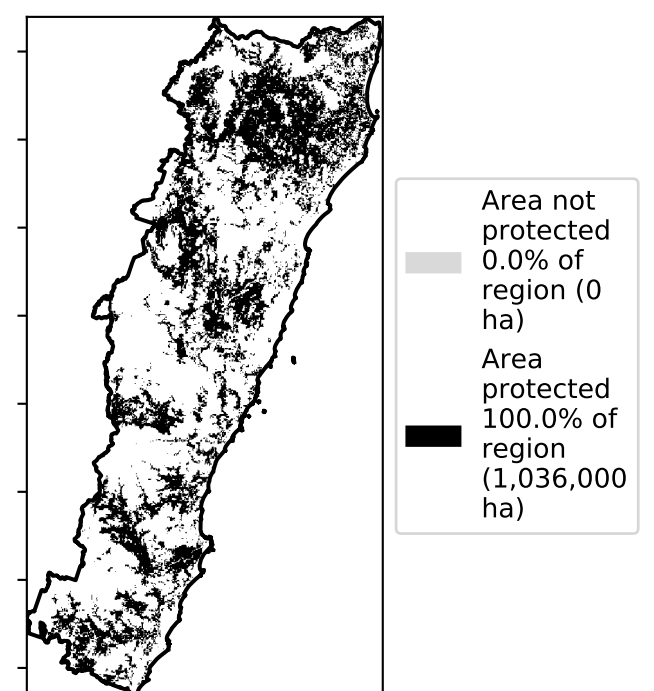 Area not
protected
0.0% of
region (0
ha)
Area
protected
100.0% of
region
(1,036,000
ha)